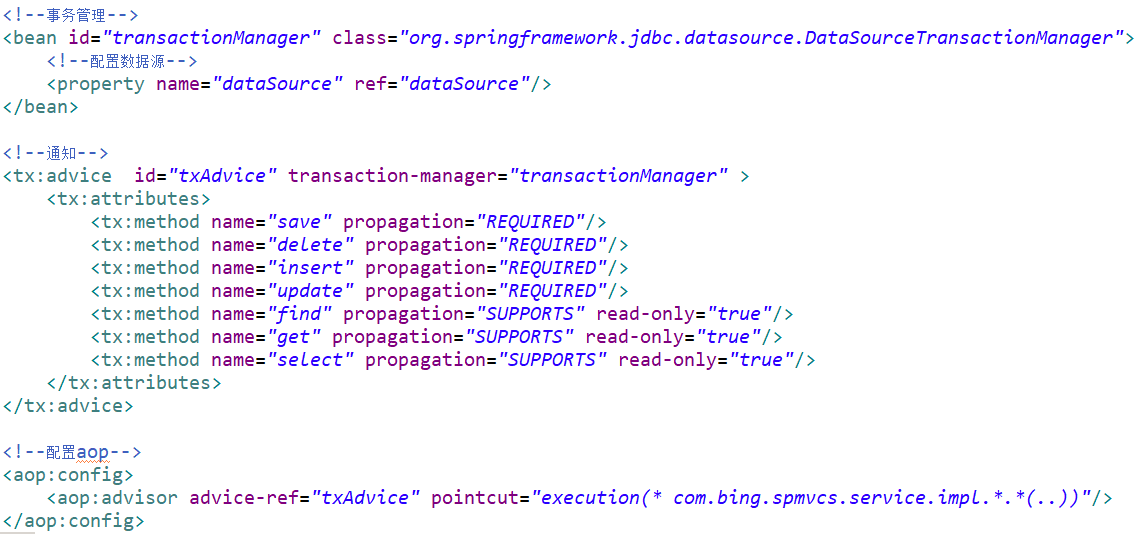 <!--事务管理-->
<bean id="transactionManager" class="org.springframework.jdbc.datasource.DataSourceTransactionManager">
    <!--配置数据源-->
    <property name="dataSource" ref="dataSource"/>
</bean>

<!--通知-->
<tx:advice  id="txAdvice" transaction-manager="transactionManager" >
    <tx:attributes>
        <tx:method name="save" propagation="REQUIRED"/>
        <tx:method name="delete" propagation="REQUIRED"/>
        <tx:method name="insert" propagation="REQUIRED"/>
        <tx:method name="update" propagation="REQUIRED"/>
        <tx:method name="find" propagation="SUPPORTS" read-only="true"/>
        <tx:method name="get" propagation="SUPPORTS" read-only="true"/>
        <tx:method name="select" propagation="SUPPORTS" read-only="true"/>
    </tx:attributes>
</tx:advice>

<!--配置aop-->
<aop:config>
    <aop:advisor advice-ref="txAdvice" pointcut="execution(* com.bing.spmvcs.service.impl.*.*(..))"/>
</aop:config>